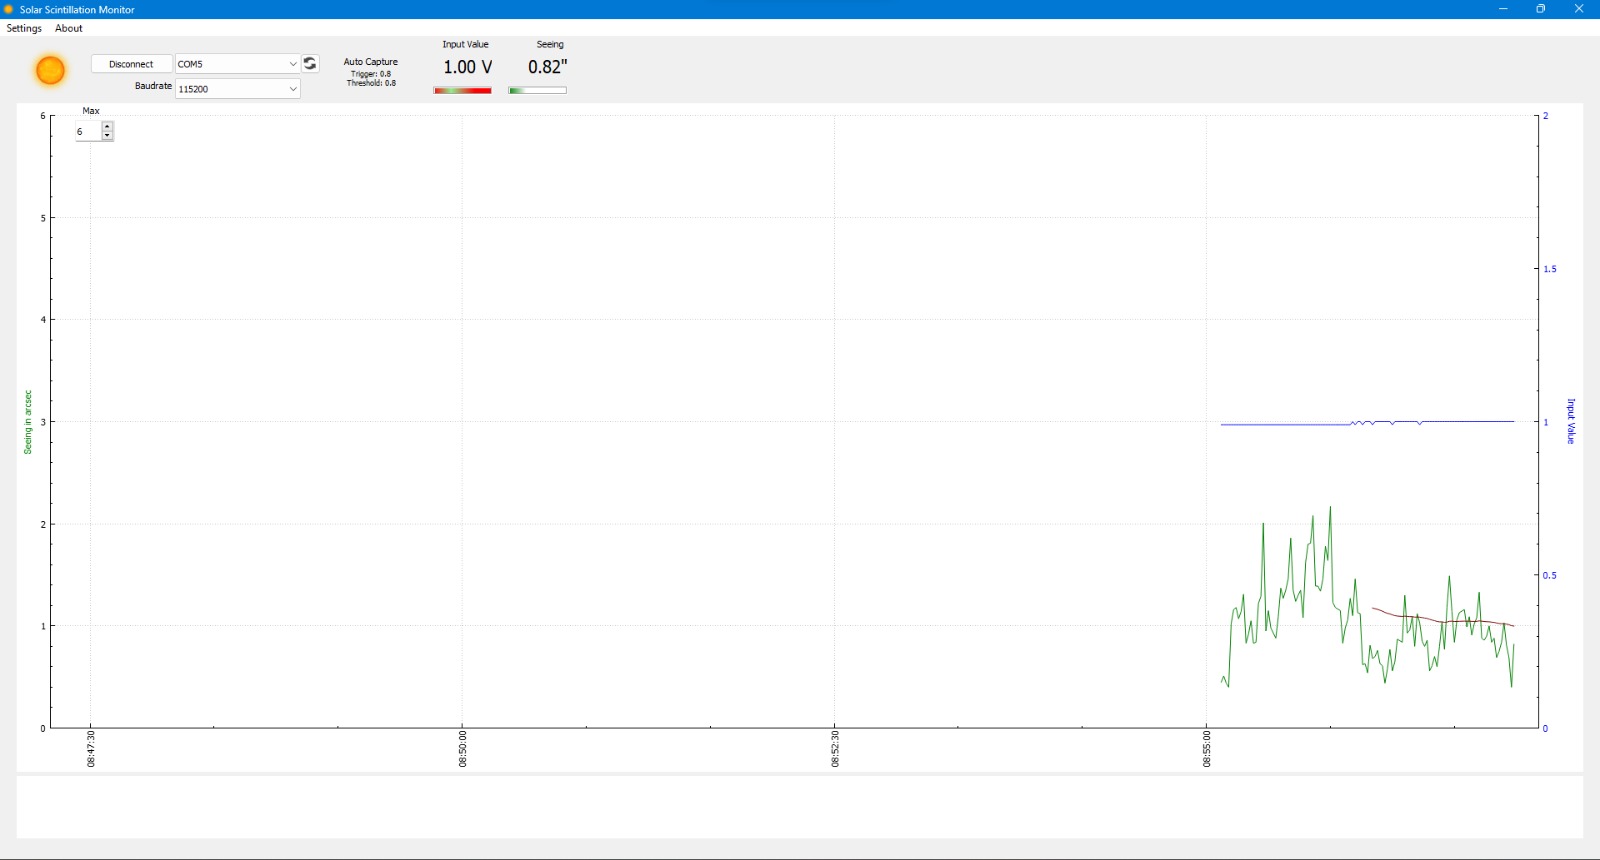 Solar Scintillation Monitor
Settings About
Input Value Seeing
Disconnect COM5
Auto Capture
1.00 V 0.82"
Trigger: 0.8
Threshold: 0.8
Baudrate 115200
Max
6
6
5
4
3
2
1
0
Seeing in arcsec
2
1.5
1
0.5
0
Input Value
08:47:30
08:50:00
08:52:30
08:55:00